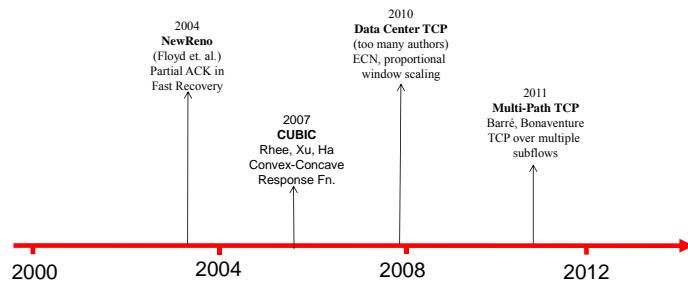 2004
NewReno
(Floyd et. al.)
Partial ACK in
Fast Recovery
2007
CUBIC
Rhee, Xu, Ha
Convex-Concave
Response Fn.
2010
Data Center TCP
(too many authors)
ECN, proportional
window scaling
2011
Multi-Path TCP
Barré, Bonaventure
TCP over multiple
subflows
2000
2004
2008
2012